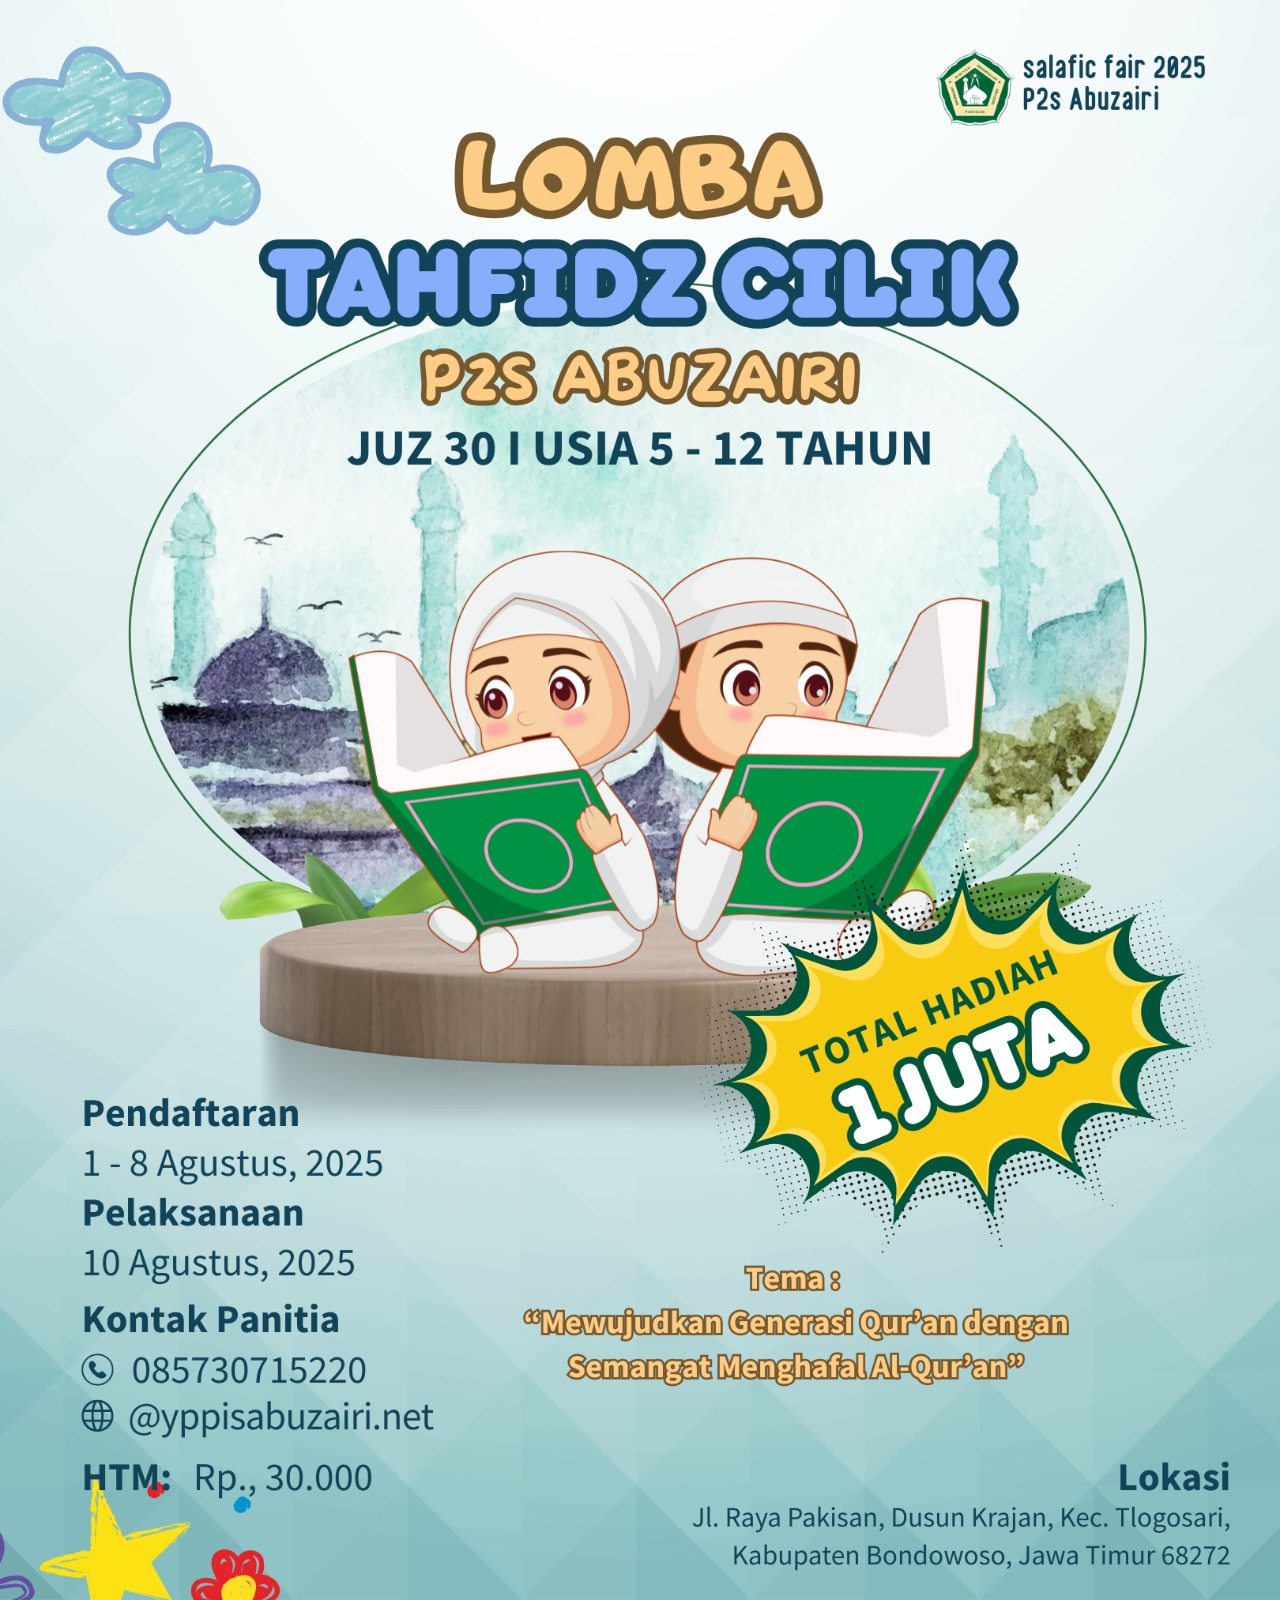 salafic fair 2025
P2s Abuzairi
LOMBA
TAHFIDZ CILIK
P2S ABUZAIRI
JUZ 30 I USIA 5 - 12 TAHUN
TOTAL HADIAH
1 JUTA
Pendaftaran
1 - 8 Agustus, 2025
Pelaksanaan
10 Agustus, 2025
Kontak Panitia
085730715220
@yppisabuzairi.net
HTM: Rp., 30.000
Tema :
“Mewujudkan Generasi Qur’an dengan
Semangat Menghafal Al-Qur’an”
Lokasi
Jl. Raya Pakisan, Dusun Krajan, Kec. Tlogosari,
Kabupaten Bondowoso, Jawa Timur 68272